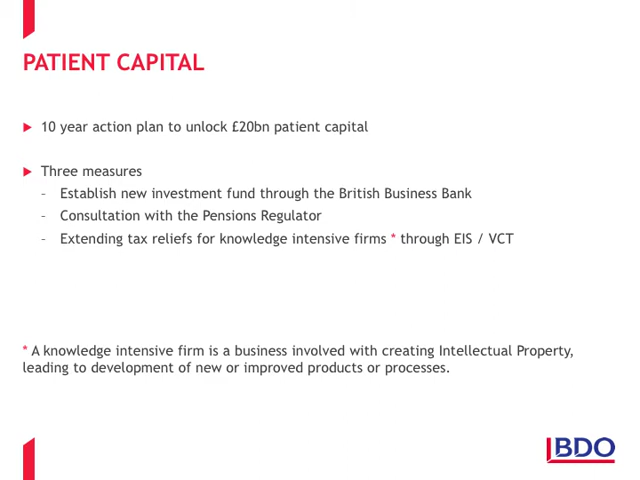 PATIENT CAPITAL
▶ 10 year action plan to unlock £20bn patient capital
▶ Three measures
– Establish new investment fund through the British Business Bank
– Consultation with the Pensions Regulator
– Extending tax reliefs for knowledge intensive firms * through EIS / VCT
* A knowledge intensive firm is a business involved with creating Intellectual Property,
leading to development of new or improved products or processes.
BDO